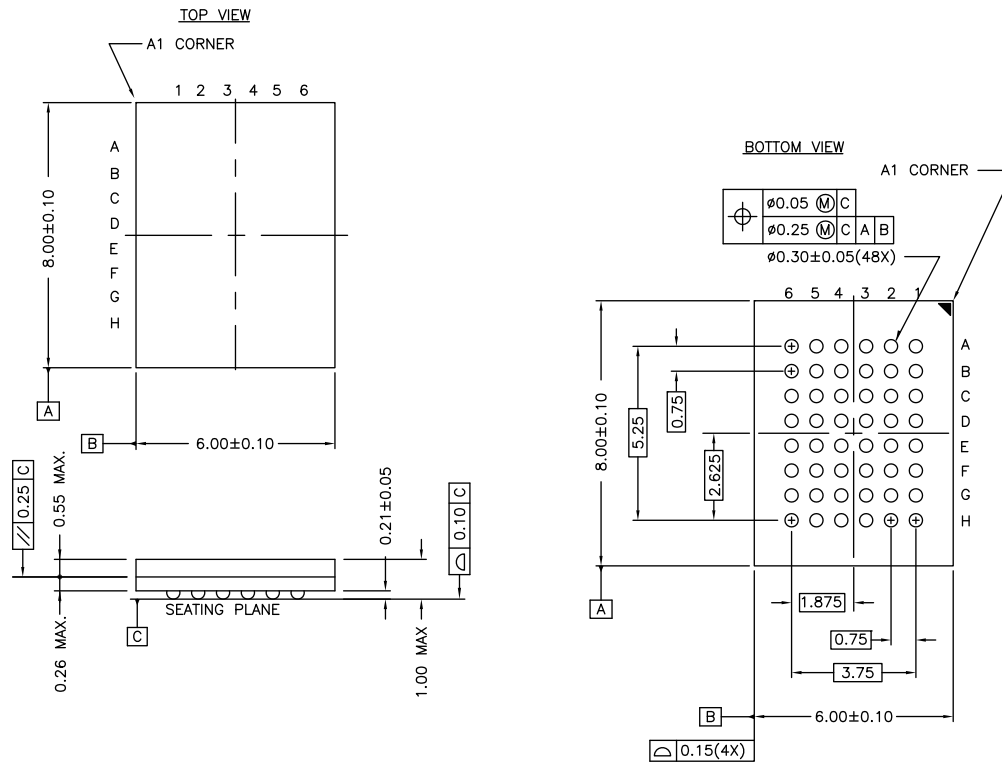 TOP VIEW
A1 CORNER
1 2 3 4 5 6
A
B
C
D
E
F
G
H
8.00±0.10
A
B
6.00±0.10
// 0.25 C
0.55 MAX.
0.21±0.05
⌓ 0.10 C
SEATING PLANE
C
0.26 MAX.
1.00 MAX
BOTTOM VIEW
A1 CORNER
⌖ ø0.05 Ⓜ C
ø0.25 Ⓜ C A B
ø0.30±0.05(48X)
6 5 4 3 2 1
A
B
C
D
E
F
G
H
8.00±0.10
5.25
0.75
2.625
A
1.875
0.75
3.75
B
6.00±0.10
⌓ 0.15(4X)